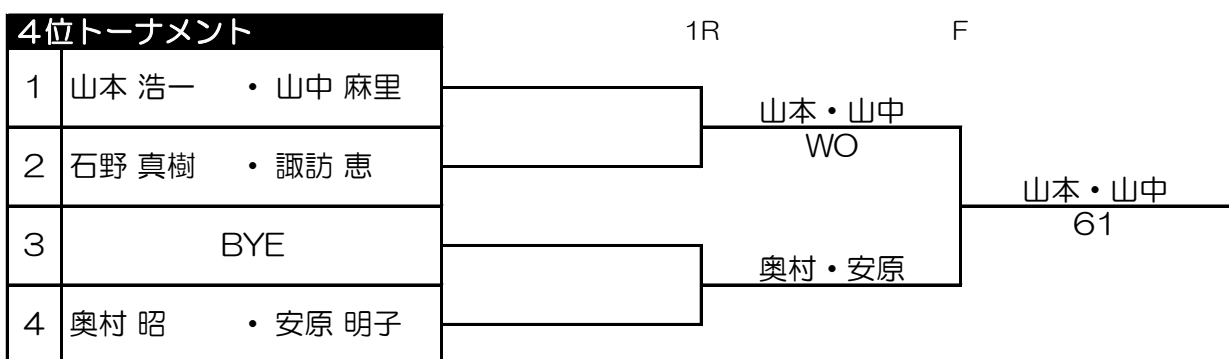 4位トーナメント 1R F
1 山本 浩一 ・ 山中 麻里
山本・山中
WO
2 石野 真樹 ・ 諏訪 恵
山本・山中
61
3 BYE
奥村・安原
4 奥村 昭 ・ 安原 明子